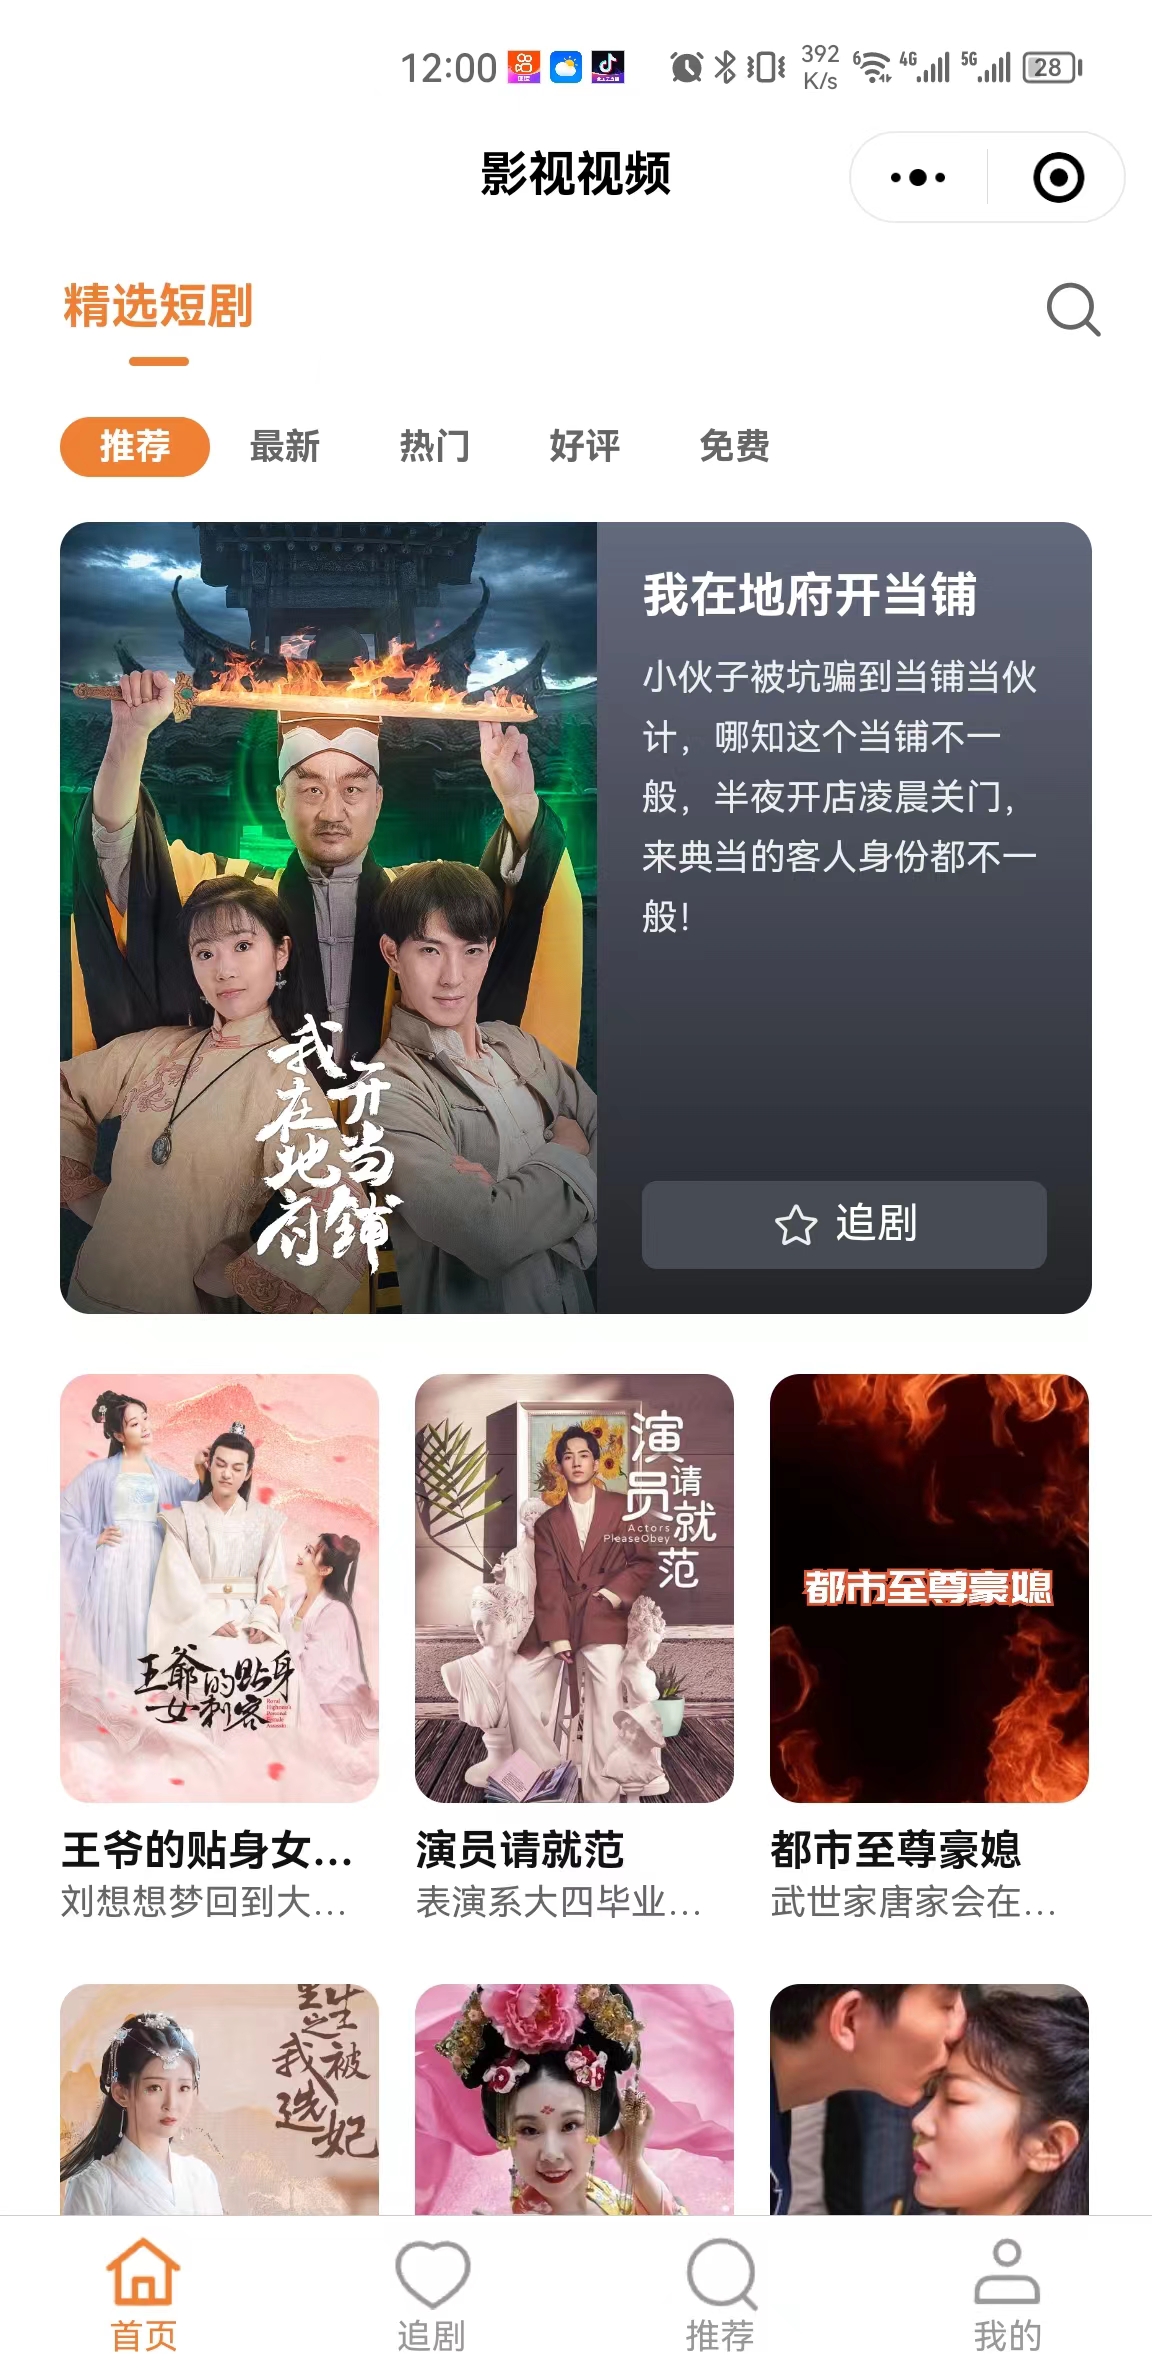 12:00
392
K/s
6
4G
5G
28
影视视频
精选短剧
推荐
最新
热门
好评
免费
我在地府开当铺
小伙子被坑骗到当铺当伙
计，哪知这个当铺不一
般，半夜开店凌晨关门，
来典当的客人身份都不一
般！
我在地府
开当铺
追剧
王爷的贴身
女刺客
演员
请就范
Actors
PleaseObey
都市至尊豪媳
王爷的贴身女...
演员请就范
都市至尊豪媳
刘想想梦回到大...
表演系大四毕业...
武世家唐家会在...
重生之
我被
选妃
首页
追剧
推荐
我的